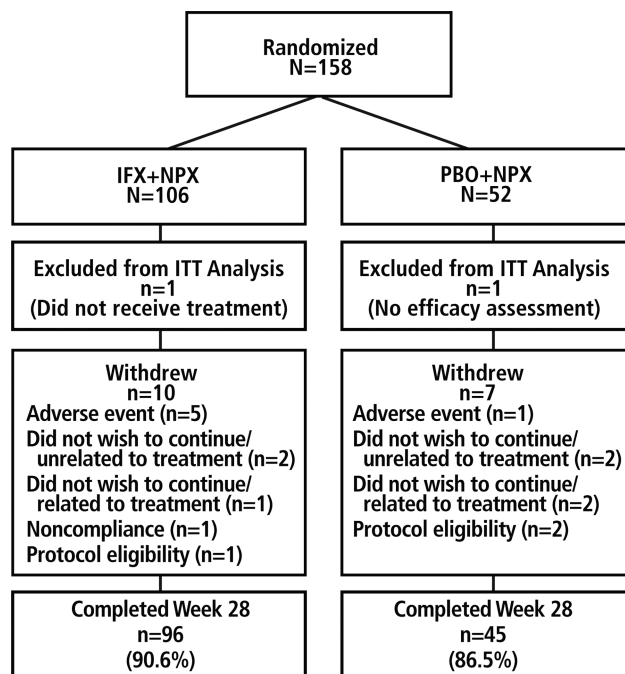 Randomized
N=158
IFX+NPX
N=106
PBO+NPX
N=52
Excluded from ITT Analysis
n=1
(Did not receive treatment)
Excluded from ITT Analysis
n=1
(No efficacy assessment)
Withdrew
n=10
Adverse event (n=5)
Did not wish to continue/
unrelated to treatment (n=2)
Did not wish to continue/
related to treatment (n=1)
Noncompliance (n=1)
Protocol eligibility (n=1)
Withdrew
n=7
Adverse event (n=1)
Did not wish to continue/
unrelated to treatment (n=2)
Did not wish to continue/
related to treatment (n=2)
Protocol eligibility (n=2)
Completed Week 28
n=96
(90.6%)
Completed Week 28
n=45
(86.5%)